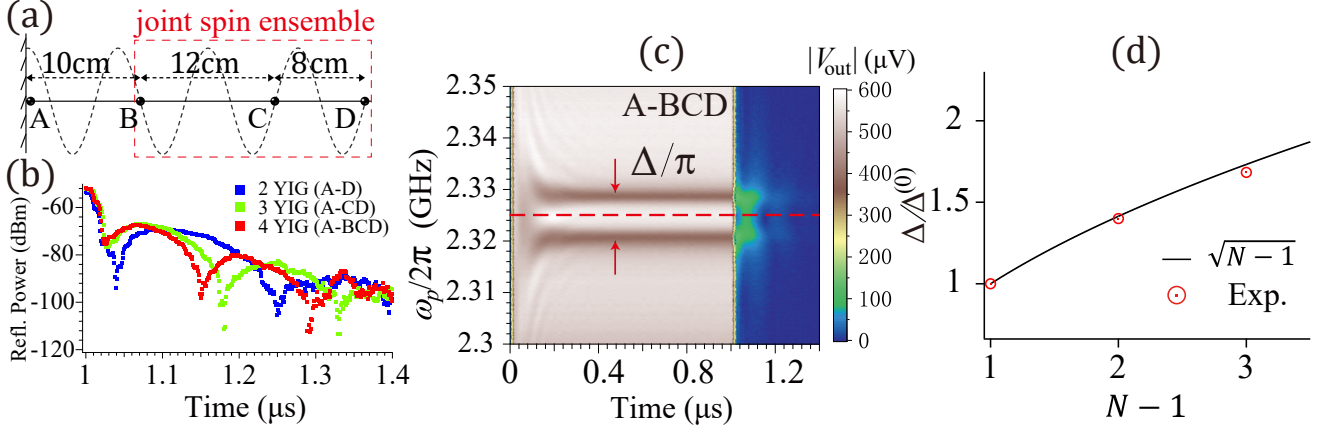 (a)
joint spin ensemble
10cm 12cm 8cm
A B C D
(b)
2 YIG (A-D)
3 YIG (A-CD)
4 YIG (A-BCD)
Refl. Power (dBm)
-60
-80
-100
-120
1 1.1 1.2 1.3 1.4
Time (μs)
(c)
|Vout| (μV)
A-BCD
Δ/π
ωp/2π (GHz)
2.35
2.34
2.33
2.32
2.31
2.3
0 0.4 0.8 1.2
Time (μs)
600
500
400
300
200
100
0
(d)
Δ/Δ(0)
2
1.5
1
√N − 1
Exp.
1 2 3
N − 1